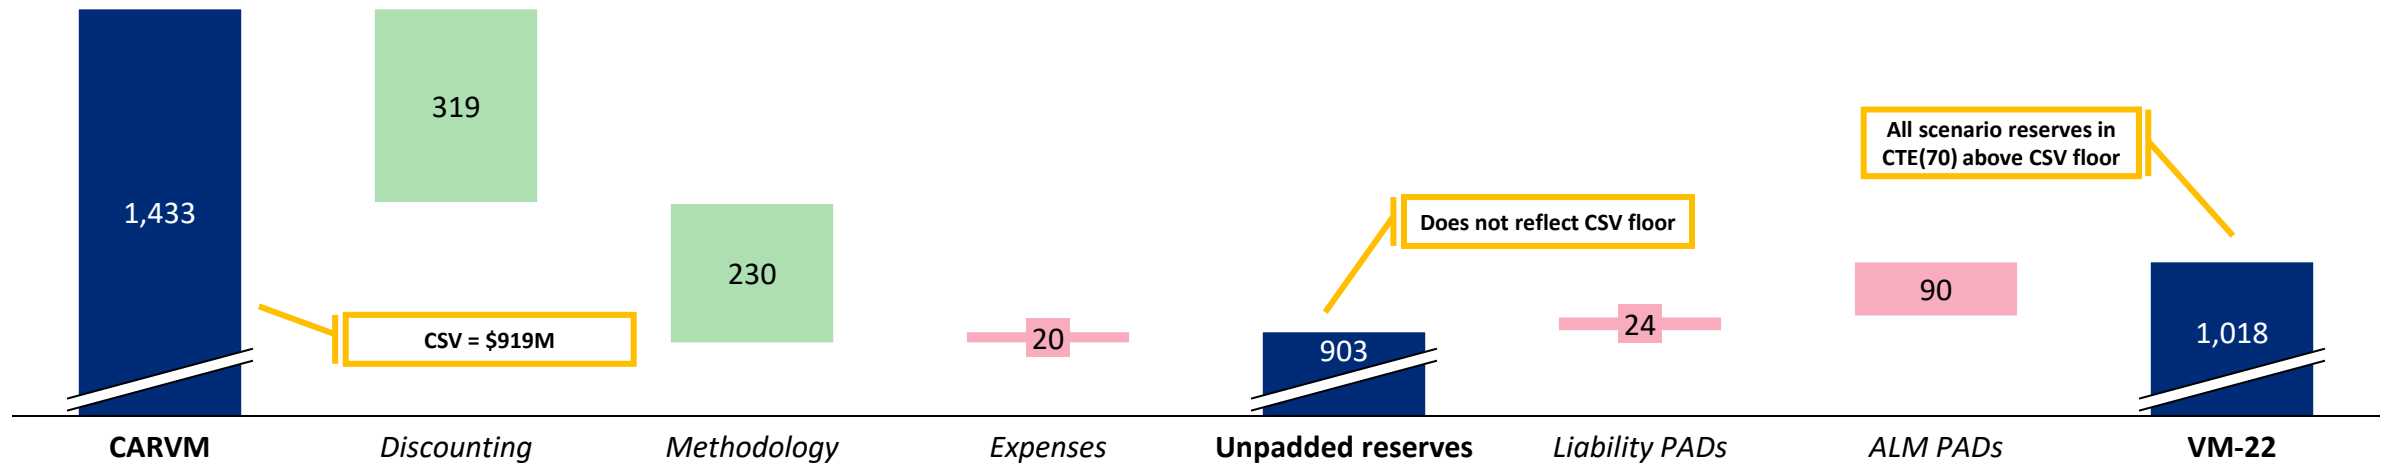 319
All scenario reserves in
CTE(70) above CSV floor
1,433
Does not reflect CSV floor
230
90
CSV = $919M
20
903
24
1,018
CARVM
Discounting
Methodology
Expenses
Unpadded reserves
Liability PADs
ALM PADs
VM-22